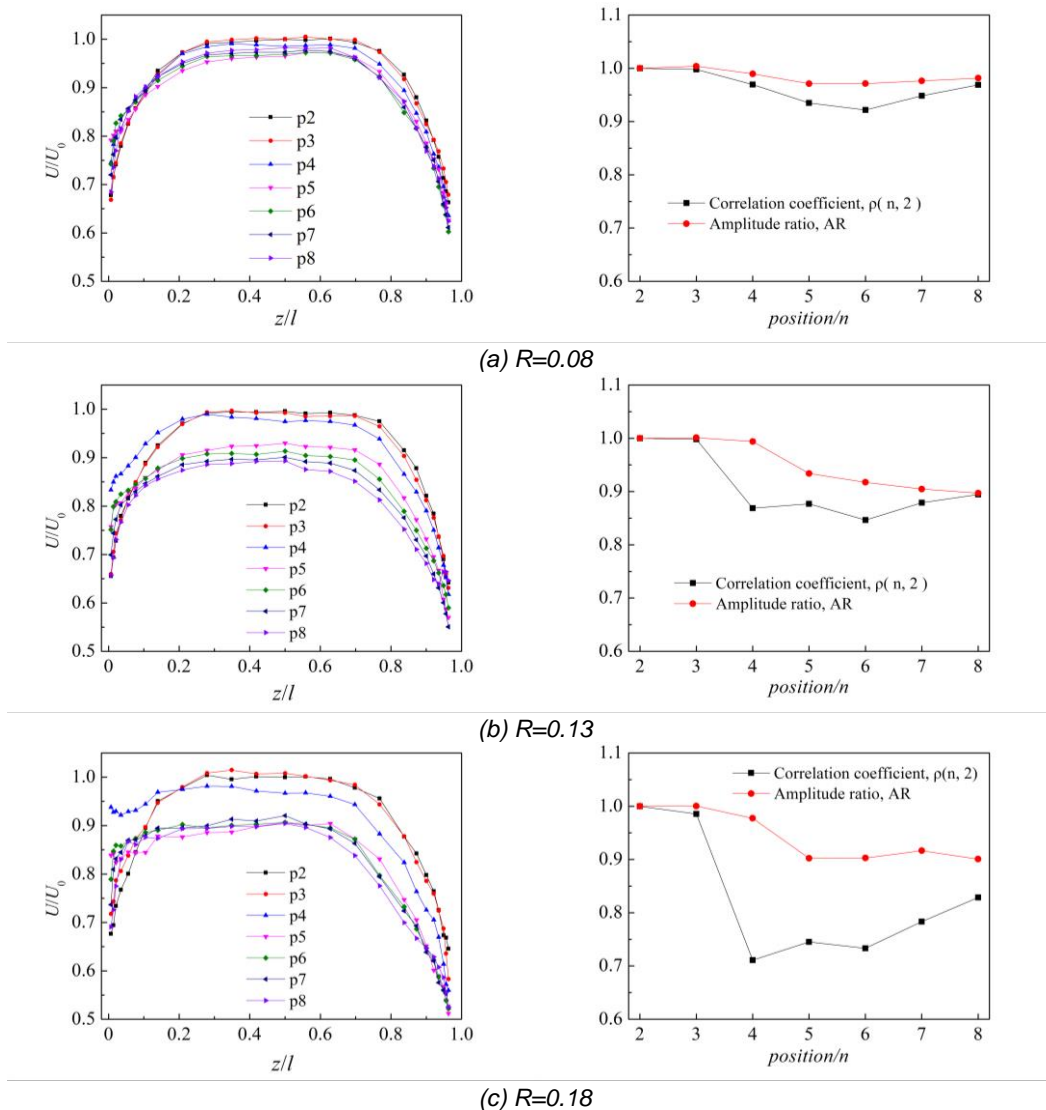 1.0
0.9
0.8
0.7
0.6
0.5
U/U₀
p2
p3
p4
p5
p6
p7
p8
0 0.2 0.4 0.6 0.8 1.0
z/l
1.1
1.0
0.9
0.8
0.7
0.6
Correlation coefficient, ρ( n, 2 )
Amplitude ratio, AR
2 3 4 5 6 7 8
position/n
(a) R=0.08
1.0
0.9
0.8
0.7
0.6
0.5
U/U₀
p2
p3
p4
p5
p6
p7
p8
0 0.2 0.4 0.6 0.8 1.0
z/l
1.1
1.0
0.9
0.8
0.7
0.6
Correlation coefficient, ρ( n, 2 )
Amplitude ratio, AR
2 3 4 5 6 7 8
position/n
(b) R=0.13
1.0
0.9
0.8
0.7
0.6
0.5
U/U₀
p2
p3
p4
p5
p6
p7
p8
0 0.2 0.4 0.6 0.8 1.0
z/l
1.1
1.0
0.9
0.8
0.7
0.6
Correlation coefficient, ρ(n, 2)
Amplitude ratio, AR
2 3 4 5 6 7 8
position/n
(c) R=0.18